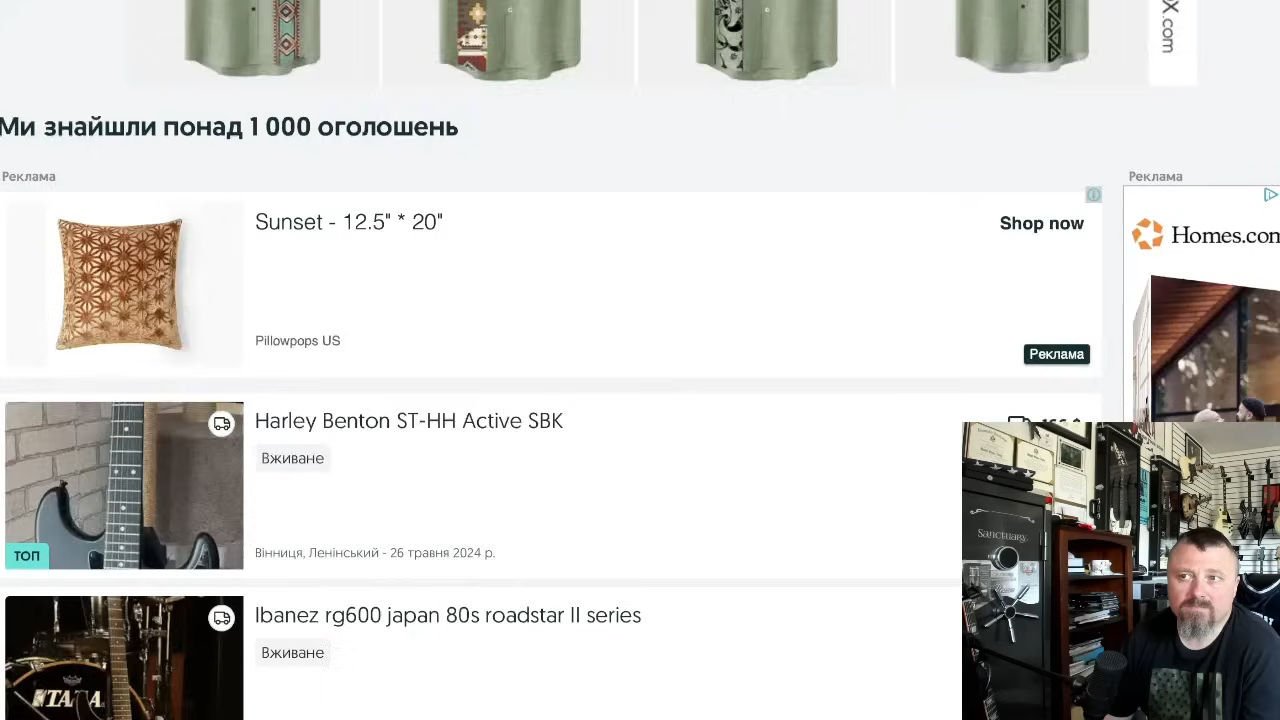 X.com
Ми знайшли понад 1 000 оголошень
Реклама
Реклама
Sunset - 12.5" * 20"
Shop now
Homes.com
Pillowpops US
Реклама
Harley Benton ST-HH Active SBK
Вживане
ТОП
Вінниця, Ленінський - 26 травня 2024 р.
Sanctuary
Ibanez rg600 japan 80s roadstar II series
Вживане
TAMA